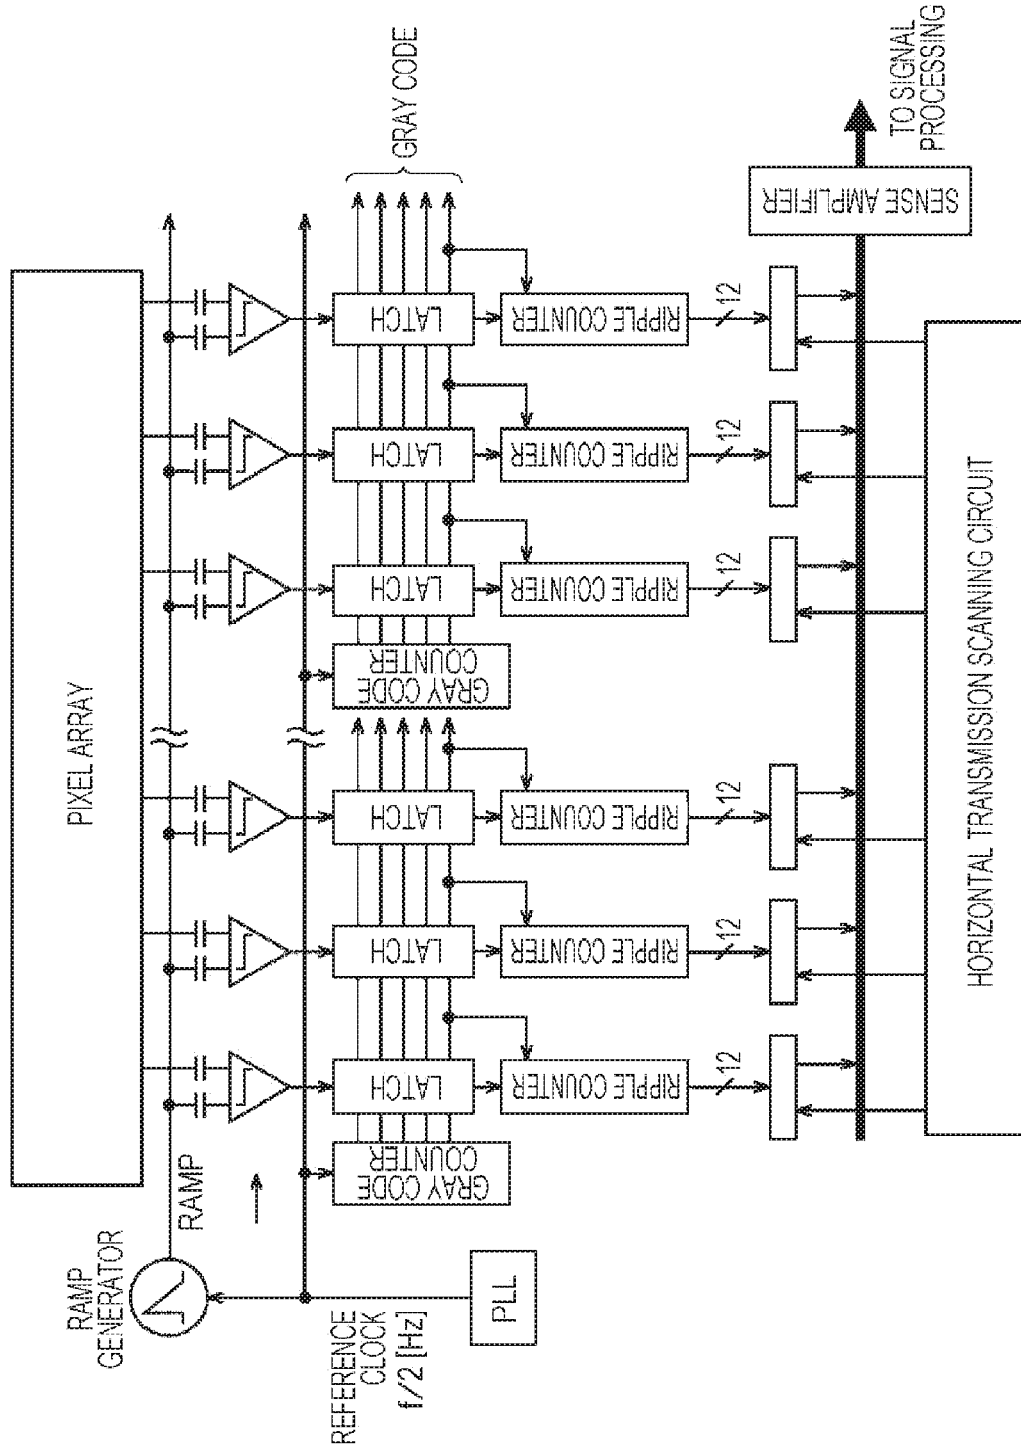 PIXEL ARRAY
RAMP
GENERATOR
RAMP
REFERENCE
CLOCK
f/2 [Hz]
PLL
GRAY CODE
COUNTER
LATCH
LATCH
LATCH
GRAY CODE
COUNTER
LATCH
LATCH
LATCH
GRAY CODE
RIPPLE COUNTER
RIPPLE COUNTER
RIPPLE COUNTER
RIPPLE COUNTER
RIPPLE COUNTER
RIPPLE COUNTER
12
12
12
12
12
12
SENSE AMPLIFIER
TO SIGNAL
PROCESSING
HORIZONTAL TRANSMISSION SCANNING CIRCUIT